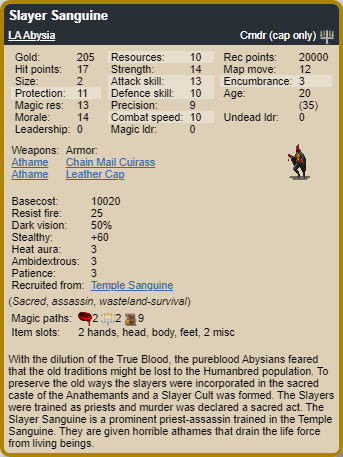 Slayer Sanguine
LA Abysia Cmdr (cap only)
Gold: 205 Resources: 10 Rec points: 20000
Hit points: 17 Strength: 14 Map move: 12
Size: 2 Attack skill: 13 Encumbrance: 3
Protection: 11 Defence skill: 10 Age: 20
Magic res: 13 Precision: 9 (35)
Morale: 14 Combat speed: 10 Undead ldr: 0
Leadership: 0 Magic ldr: 0
Weapons: Armor:
Athame Chain Mail Cuirass
Athame Leather Cap
Basecost: 10020
Resist fire: 25
Dark vision: 50%
Stealthy: +60
Heat aura: 3
Ambidextrous: 3
Patience: 3
Recruited from: Temple Sanguine
(Sacred, assassin, wasteland-survival)
Magic paths: 2 2 9
Item slots: 2 hands, head, body, feet, 2 misc
With the dilution of the True Blood, the pureblood Abysians feared
that the old traditions might be lost to the Humanbred population. To
preserve the old ways the slayers were incorporated in the sacred
caste of the Anathemants and a Slayer Cult was formed. The Slayers
were trained as priests and murder was declared a sacred act. The
Slayer Sanguine is a prominent priest-assassin trained in the Temple
Sanguine. They are given horrible athames that drain the life force
from living beings.